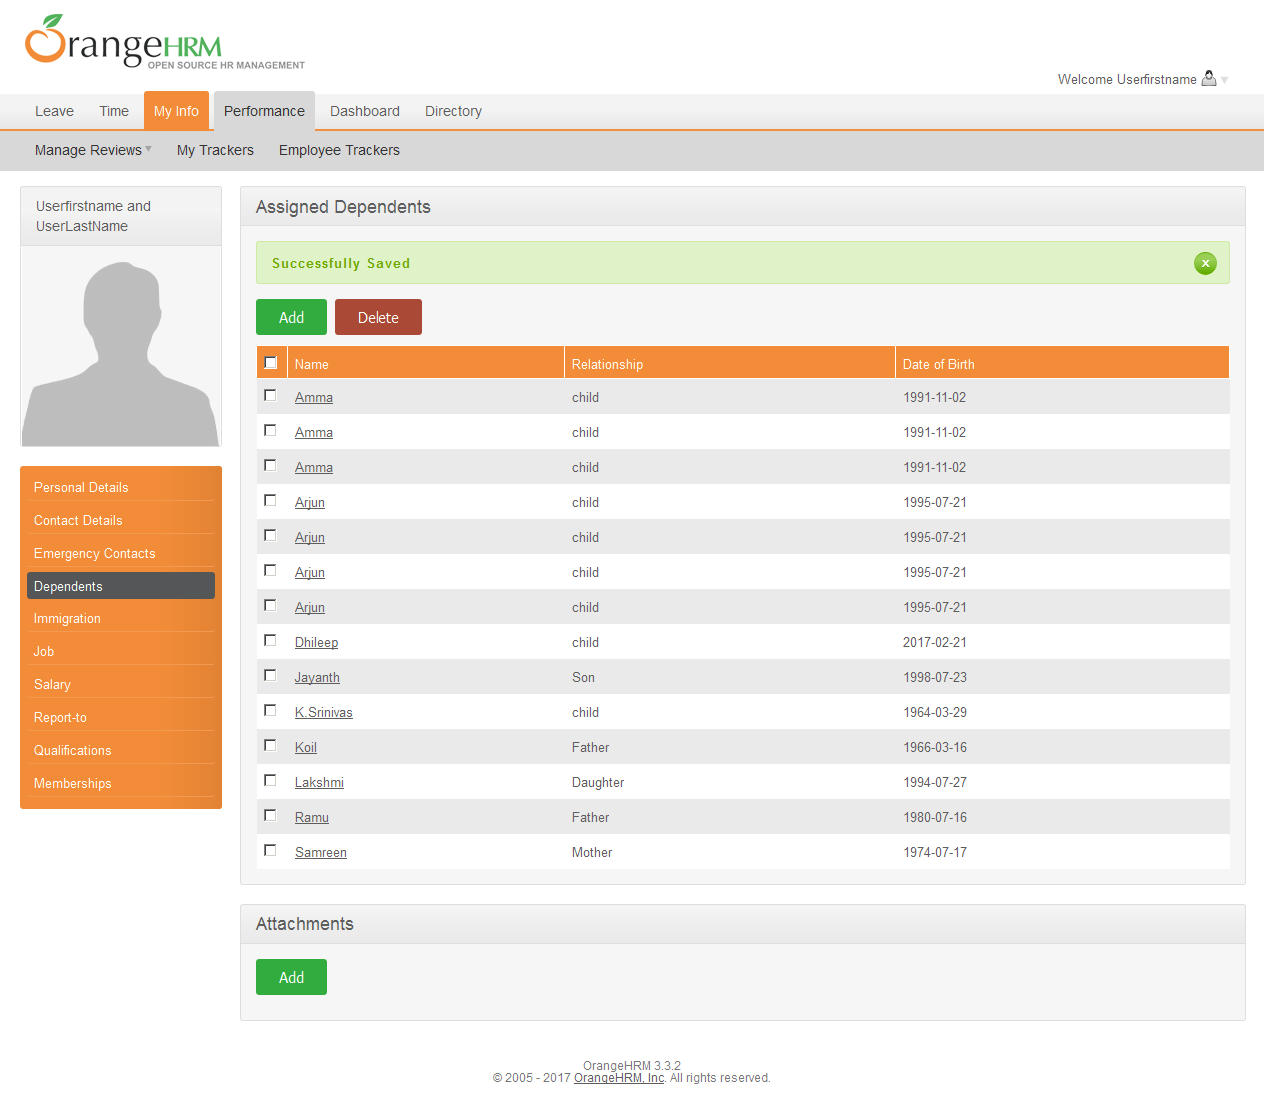 OrangeHRM
OPEN SOURCE HR MANAGEMENT
Welcome Userfirstname
Leave Time My Info Performance Dashboard Directory
Manage Reviews My Trackers Employee Trackers
Userfirstname and
UserLastName
Personal Details
Contact Details
Emergency Contacts
Dependents
Immigration
Job
Salary
Report-to
Qualifications
Memberships
Assigned Dependents
Successfully Saved
Add Delete
Name Relationship Date of Birth
Amma child 1991-11-02
Amma child 1991-11-02
Amma child 1991-11-02
Arjun child 1995-07-21
Arjun child 1995-07-21
Arjun child 1995-07-21
Arjun child 1995-07-21
Dhileep child 2017-02-21
Jayanth Son 1998-07-23
K.Srinivas child 1964-03-29
Koil Father 1966-03-16
Lakshmi Daughter 1994-07-27
Ramu Father 1980-07-16
Samreen Mother 1974-07-17
Attachments
Add
OrangeHRM 3.3.2
© 2005 - 2017 OrangeHRM, Inc. All rights reserved.